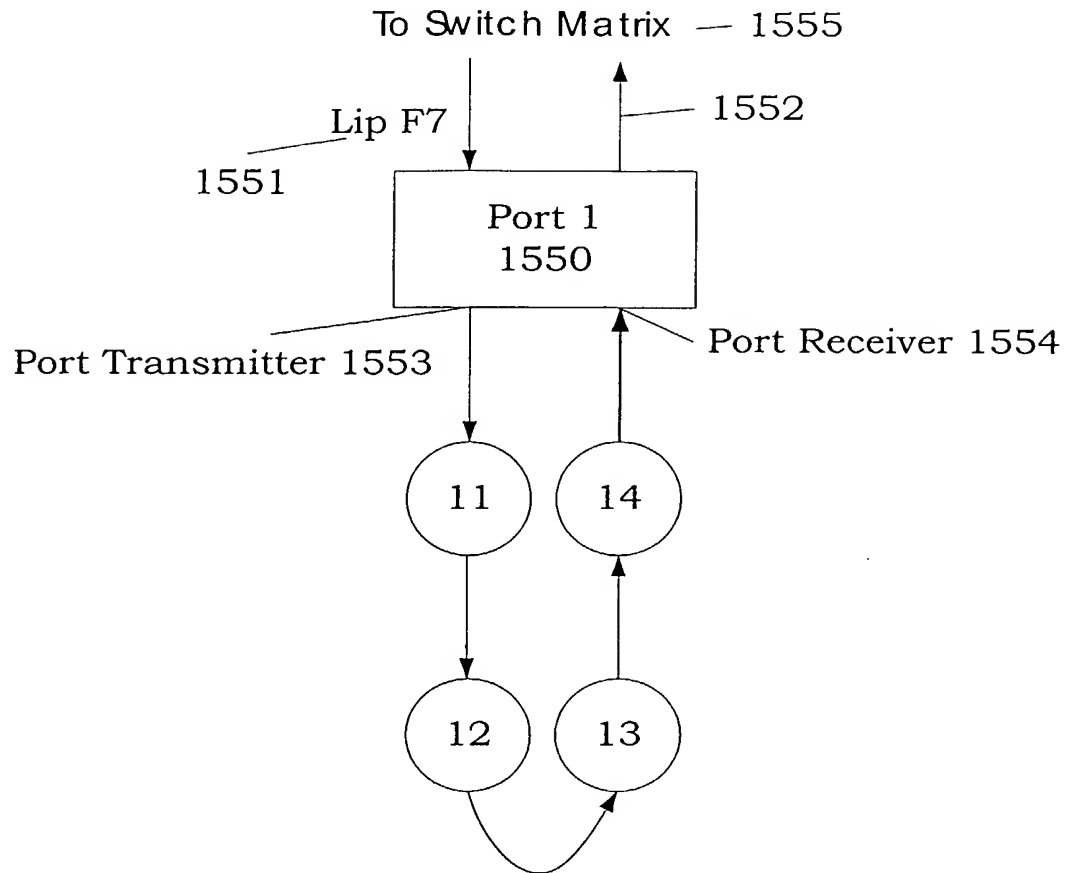 To Switch Matrix 1555
1552
Lip F7
1551
Port 1
1550
Port Transmitter 1553
Port Receiver 1554
11
14
12
13